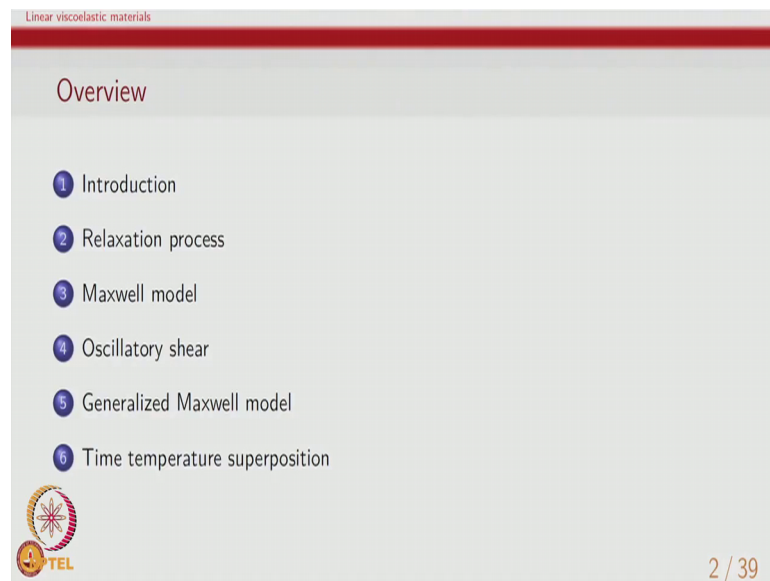 Linear viscoelastic materials
Overview
1 Introduction
2 Relaxation process
3 Maxwell model
4 Oscillatory shear
5 Generalized Maxwell model
6 Time temperature superposition
NPTEL
2 / 39